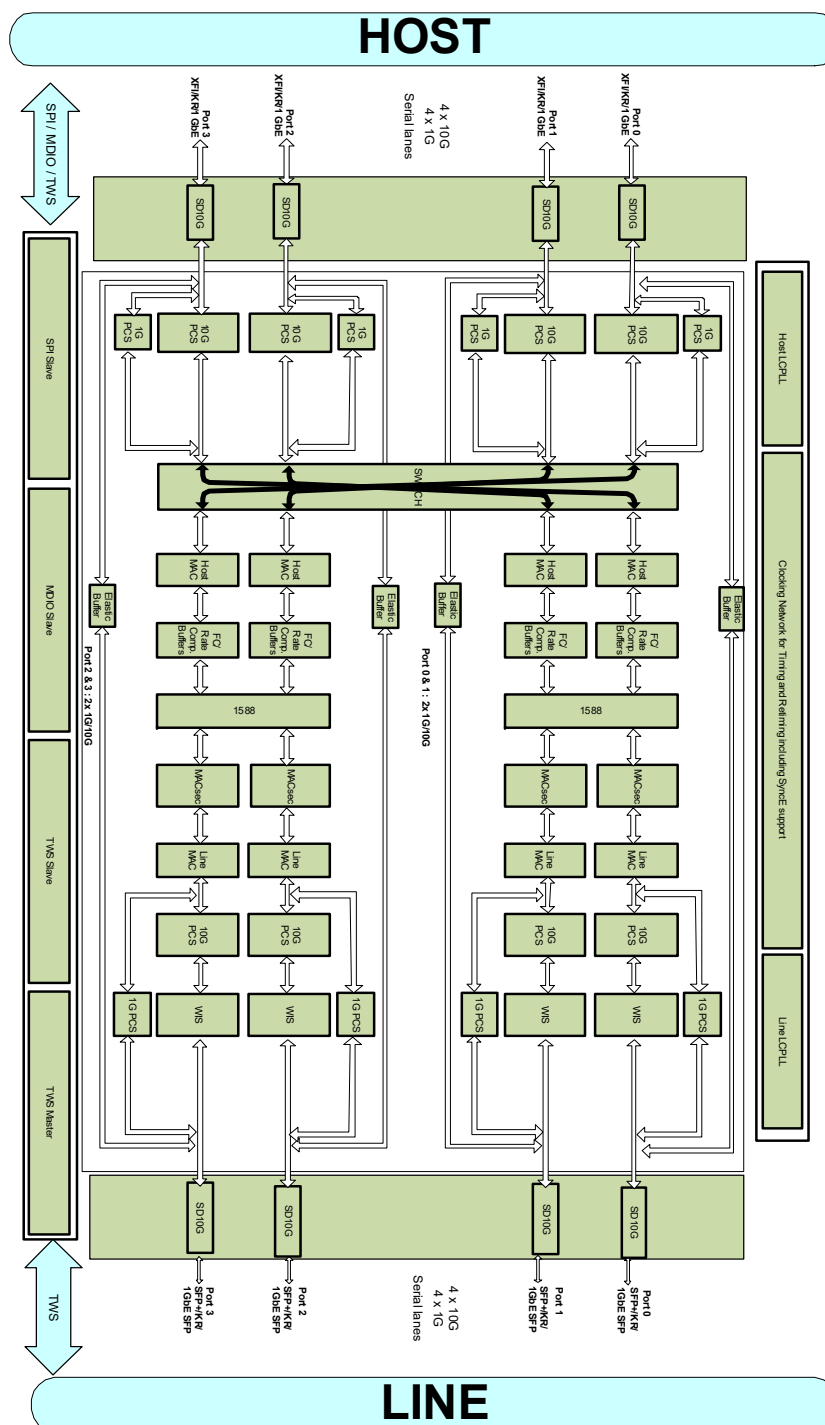 HOST
SPI / MDIO / TWS
Port 3
XFI/KR/1 GbE
Port 2
XFI/KR/1 GbE
4 x 10G
4 x 1G
Serial lanes
Port 1
XFI/KR/1 GbE
Port 0
XFI/KR/1 GbE
SD10G
SD10G
SD10G
SD10G
1G
PCS
10G
PCS
10G
PCS
1G
PCS
1G
PCS
10G
PCS
10G
PCS
1G
PCS
SPI Slave
MDIO Slave
TWS Slave
TWS Master
Host LCPLL
Clocking Network for Timing and Retiming including SyncE support
Line LCPLL
SWITCH
Host
MAC
Host
MAC
Host
MAC
Host
MAC
Elastic
Buffer
Elastic
Buffer
Elastic
Buffer
Elastic
Buffer
FC/
Rate
Comp.
Buffers
FC/
Rate
Comp.
Buffers
FC/
Rate
Comp.
Buffers
FC/
Rate
Comp.
Buffers
Port 2 & 3 : 2x 1G/10G
Port 0 & 1 : 2x 1G/10G
1588
1588
MACsec
MACsec
MACsec
MACsec
Line
MAC
Line
MAC
Line
MAC
Line
MAC
10G
PCS
10G
PCS
10G
PCS
10G
PCS
1G PCS
WIS
WIS
1G PCS
1G PCS
WIS
WIS
1G PCS
SD10G
SD10G
SD10G
SD10G
Port 3
SFP+/KR/
1GbE SFP
Port 2
SFP+/KR/
1GbE SFP
4 x 10G
4 x 1G
Serial lanes
Port 1
SFP+/KR/
1GbE SFP
Port 0
SFP+/KR/
1GbE SFP
TWS
LINE